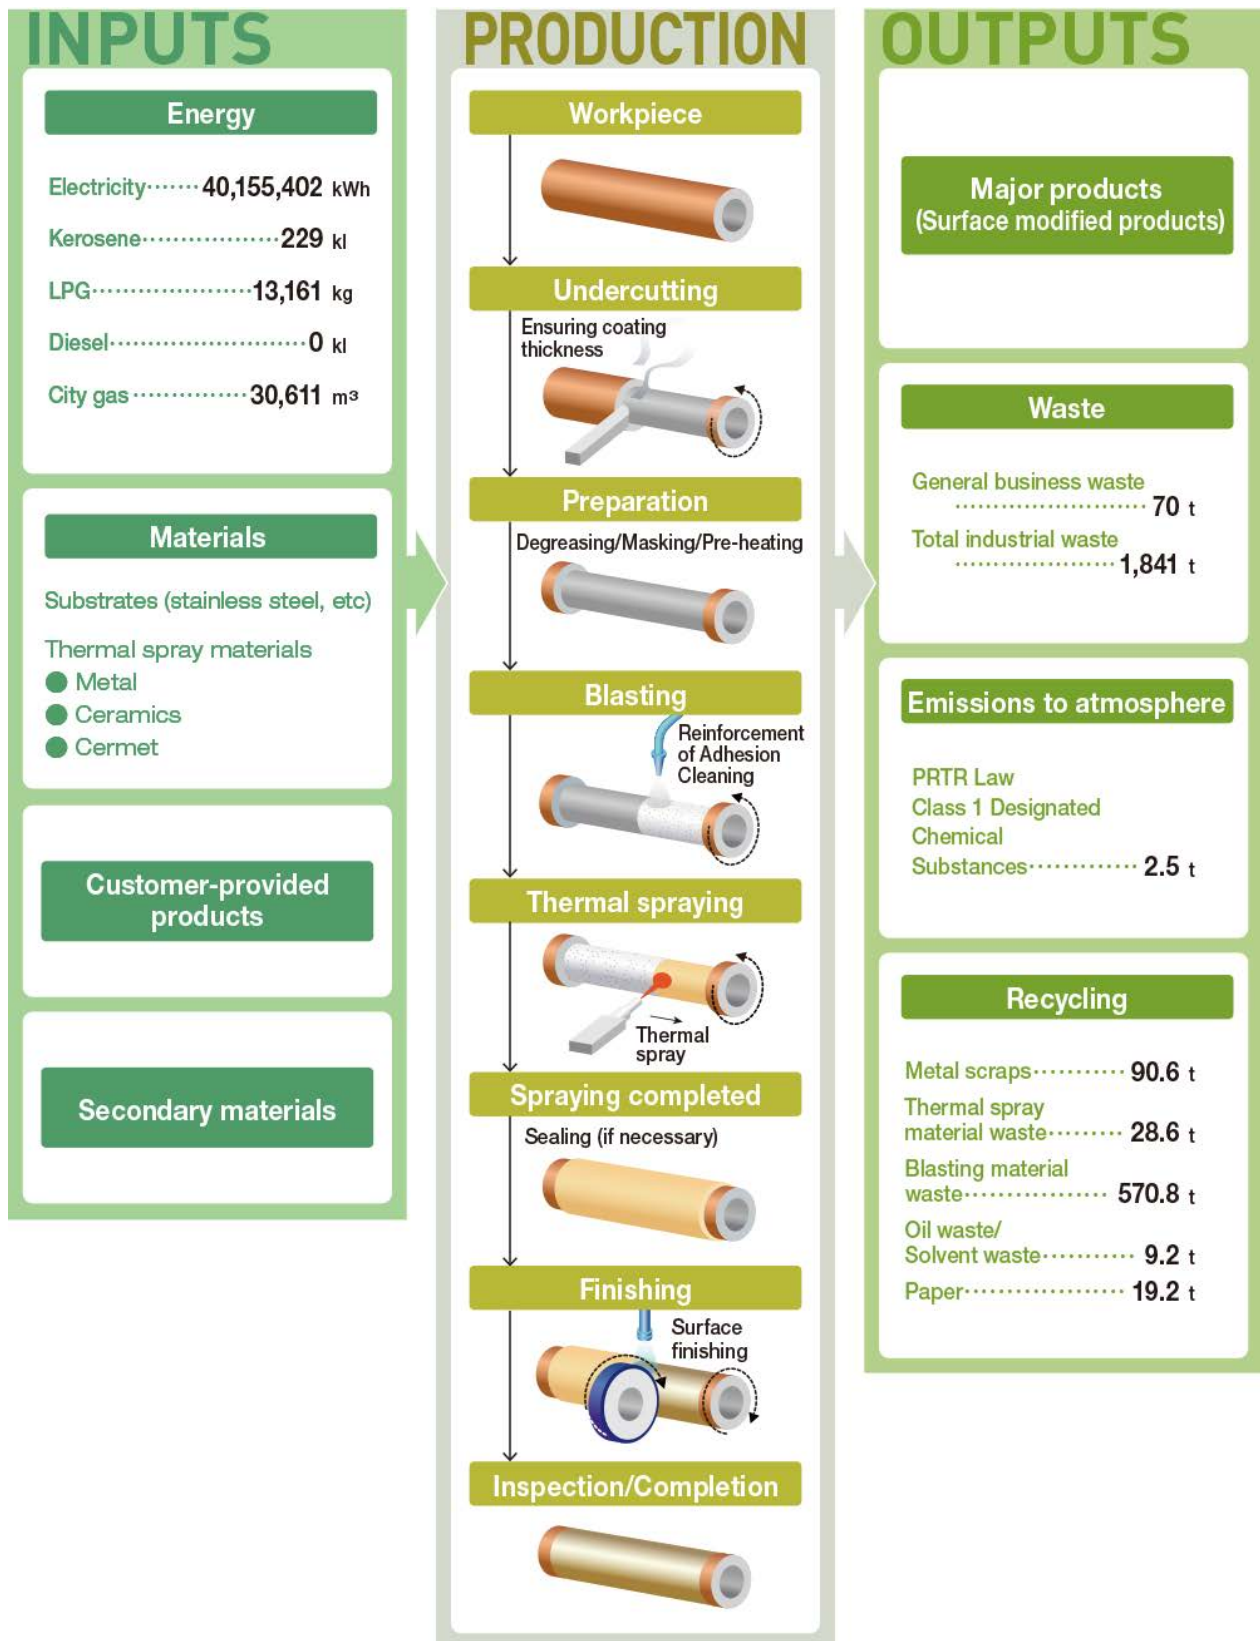 INPUTS
Energy
Electricity······· 40,155,402 kWh
Kerosene·················· 229 kl
LPG····················· 13,161 kg
Diesel·························· 0 kl
City gas ··············· 30,611 m³
Materials
Substrates (stainless steel, etc)
Thermal spray materials
● Metal
● Ceramics
● Cermet
Customer-provided
products
Secondary materials
PRODUCTION
Workpiece
Undercutting
Ensuring coating
thickness
Preparation
Degreasing/Masking/Pre-heating
Blasting
Reinforcement
of Adhesion
Cleaning
Thermal spraying
Thermal
spray
Spraying completed
Sealing (if necessary)
Finishing
Surface
finishing
Inspection/Completion
OUTPUTS
Major products
(Surface modified products)
Waste
General business waste
························· 70 t
Total industrial waste
····················· 1,841 t
Emissions to atmosphere
PRTR Law
Class 1 Designated
Chemical
Substances············· 2.5 t
Recycling
Metal scraps··········· 90.6 t
Thermal spray
material waste········· 28.6 t
Blasting material
waste················· 570.8 t
Oil waste/
Solvent waste·········· 9.2 t
Paper··················· 19.2 t